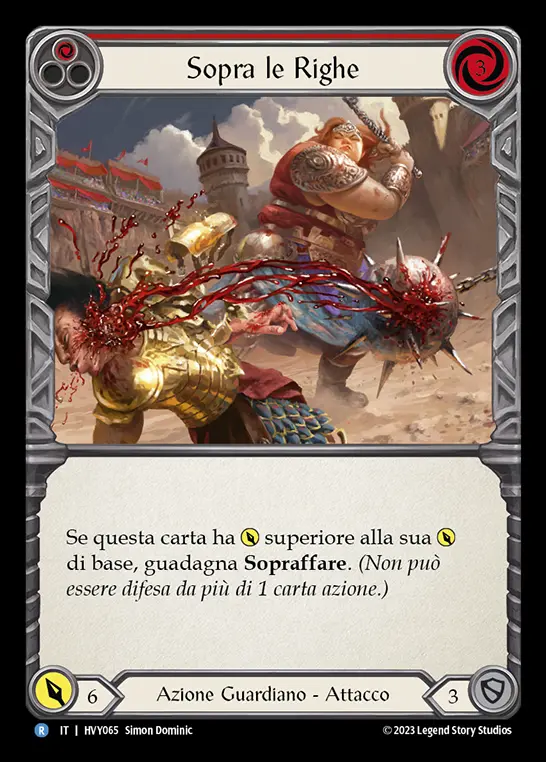 Sopra le Righe
3
Se questa carta ha superiore alla sua
di base, guadagna Sopraffare. (Non può
essere difesa da più di 1 carta azione.)
6
Azione Guardiano - Attacco
3
R IT | HVY065 Simon Dominic
© 2023 Legend Story Studios